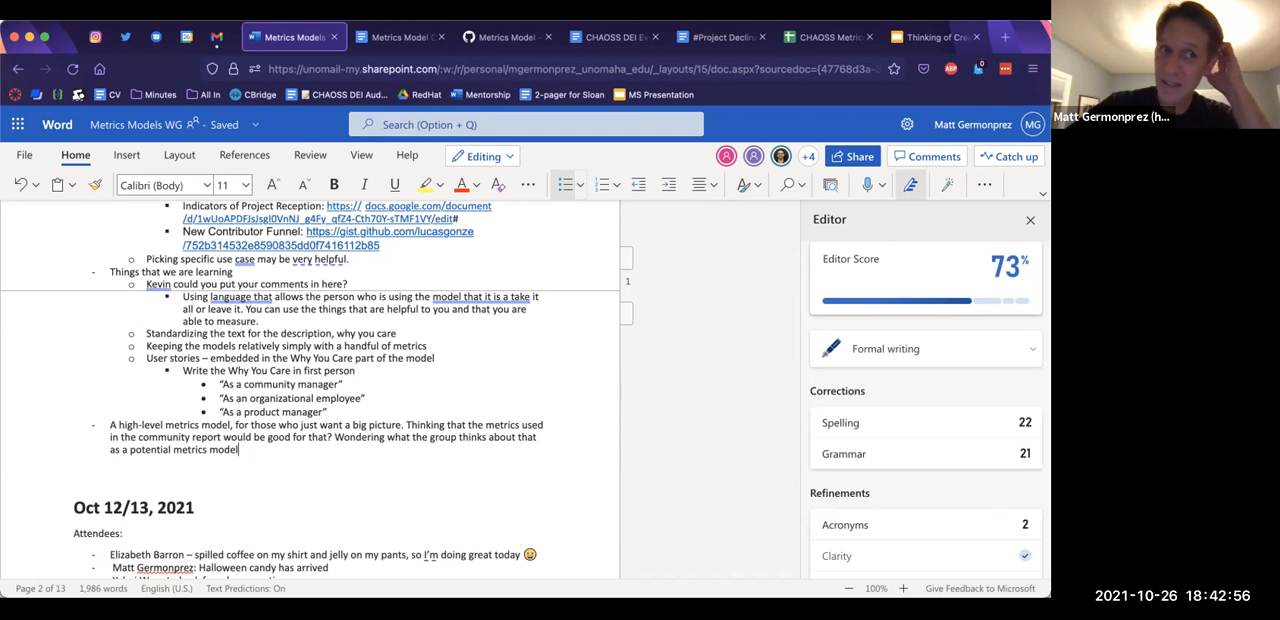 Metrics Models
Metrics Model C
Metrics Model -
CHAOSS DEI Ev
#Project Declin
CHAOSS Metric
Thinking of Cre
https://unomaha-my.sharepoint.com/:w:/r/personal/mgermonprez_unomaha_edu/_layouts/15/doc.aspx?sourcedoc={47768d3a-
CV
Minutes
All In
CBridge
CHAOSS DEI Aud...
RedHat
Mentorship
2-pager for Sloan
MS Presentation
Word
Metrics Models WG
- Saved
Search (Option + Q)
Matt Germonprez
MG
File
Home
Insert
Layout
References
Review
View
Help
Editing
+4
Share
Comments
Catch up
Calibri (Body)
11
Indicators of Project Reception: https:// docs.google.com/document
/d/1wUoAPDFJsJsgI0VnNJ_g4Fy_qfZ4-Cth70Y-sTMF1VY/edit#
New Contributor Funnel: https://gist.github.com/lucasgonze
/752b314532e8590835dd0f7416112b85
Picking specific use case may be very helpful.
- Things that we are learning
Kevin could you put your comments in here?
Using language that allows the person who is using the model that it is a take it
all or leave it. You can use the things that are helpful to you and that you are
able to measure.
Standardizing the text for the description, why you care
Keeping the models relatively simply with a handful of metrics
User stories – embedded in the Why You Care part of the model
Write the Why You Care in first person
"As a community manager"
"As an organizational employee"
"As a product manager"
- A high-level metrics model, for those who just want a big picture. Thinking that the metrics used
in the community report would be good for that? Wondering what the group thinks about that
as a potential metrics model
Oct 12/13, 2021
Attendees:
- Elizabeth Barron – spilled coffee on my shirt and jelly on my pants, so I'm doing great today
- Matt Germonprez: Halloween candy has arrived
1
Editor
Editor Score
73%
Formal writing
Corrections
Spelling 22
Grammar 21
Refinements
Acronyms 2
Clarity
Page 2 of 13
1,986 words
English (U.S.)
Text Predictions: On
100%
Give Feedback to Microsoft
Matt Germonprez (h...
2021-10-26 18:42:56